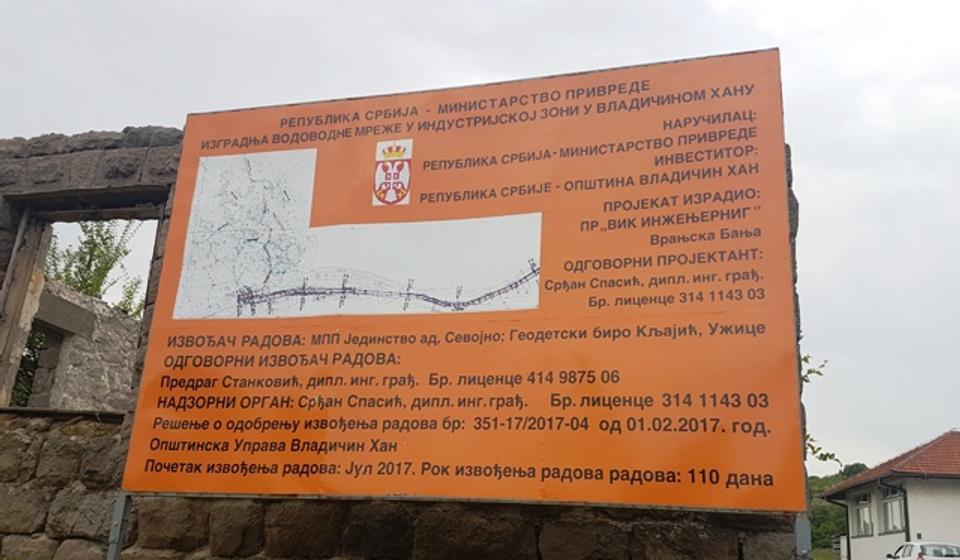 РЕПУБЛИКА СРБИЈА - МИНИСТАРСТВО ПРИВРЕДЕ
ИЗГРАДЊА ВОДОВОДНЕ МРЕЖЕ У ИНДУСТРИЈСКОЈ ЗОНИ У ВЛАДИЧИНОМ ХАНУ
НАРУЧИЛАЦ:
РЕПУБЛИКА СРБИЈА-МИНИСТАРСТВО ПРИВРЕДЕ
ИНВЕСТИТОР:
РЕПУБЛИКА СРБИЈЕ - ОПШТИНА ВЛАДИЧИН ХАН
ПРОЈЕКАТ ИЗРАДИО:
ПР „ВИК ИНЖЕЊЕРНИГ”
Врањска Бања
ОДГОВОРНИ ПРОЈЕКТАНТ:
Срђан Спасић, дипл. инг. грађ.
Бр. лиценце 314 1143 03
ИЗВОЂАЧ РАДОВА: МПП Јединство ад, Севојно; Геодетски биро Кљајић, Ужице
ОДГОВОРНИ ИЗВОЂАЧ РАДОВА:
Предраг Станковић, дипл. инг. грађ. Бр. лиценце 414 9875 06
НАДЗОРНИ ОРГАН: Срђан Спасић, дипл. инг.грађ. Бр. лиценце 314 1143 03
Решење о одобрењу извођења радова бр: 351-17/2017-04 од 01.02.2017. год.
Општинска Управа Владичин Хан
Почетак извођења радова: Јул 2017. Рок извођења радова радова: 110 дана